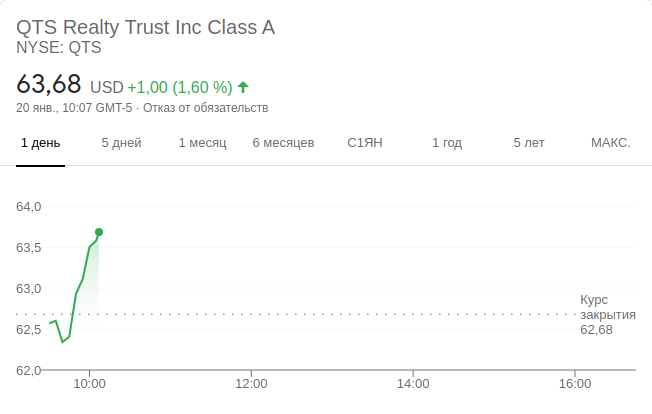 QTS Realty Trust Inc Class A
NYSE: QTS
63,68 USD +1,00 (1,60 %)
20 янв., 10:07 GMT-5 · Отказ от обязательств
1 день 5 дней 1 месяц 6 месяцев С1ЯН 1 год 5 лет МАКС.
64,0
63,5
63,0
62,5
62,0
Курс
закрытия
62,68
10:00 12:00 14:00 16:00